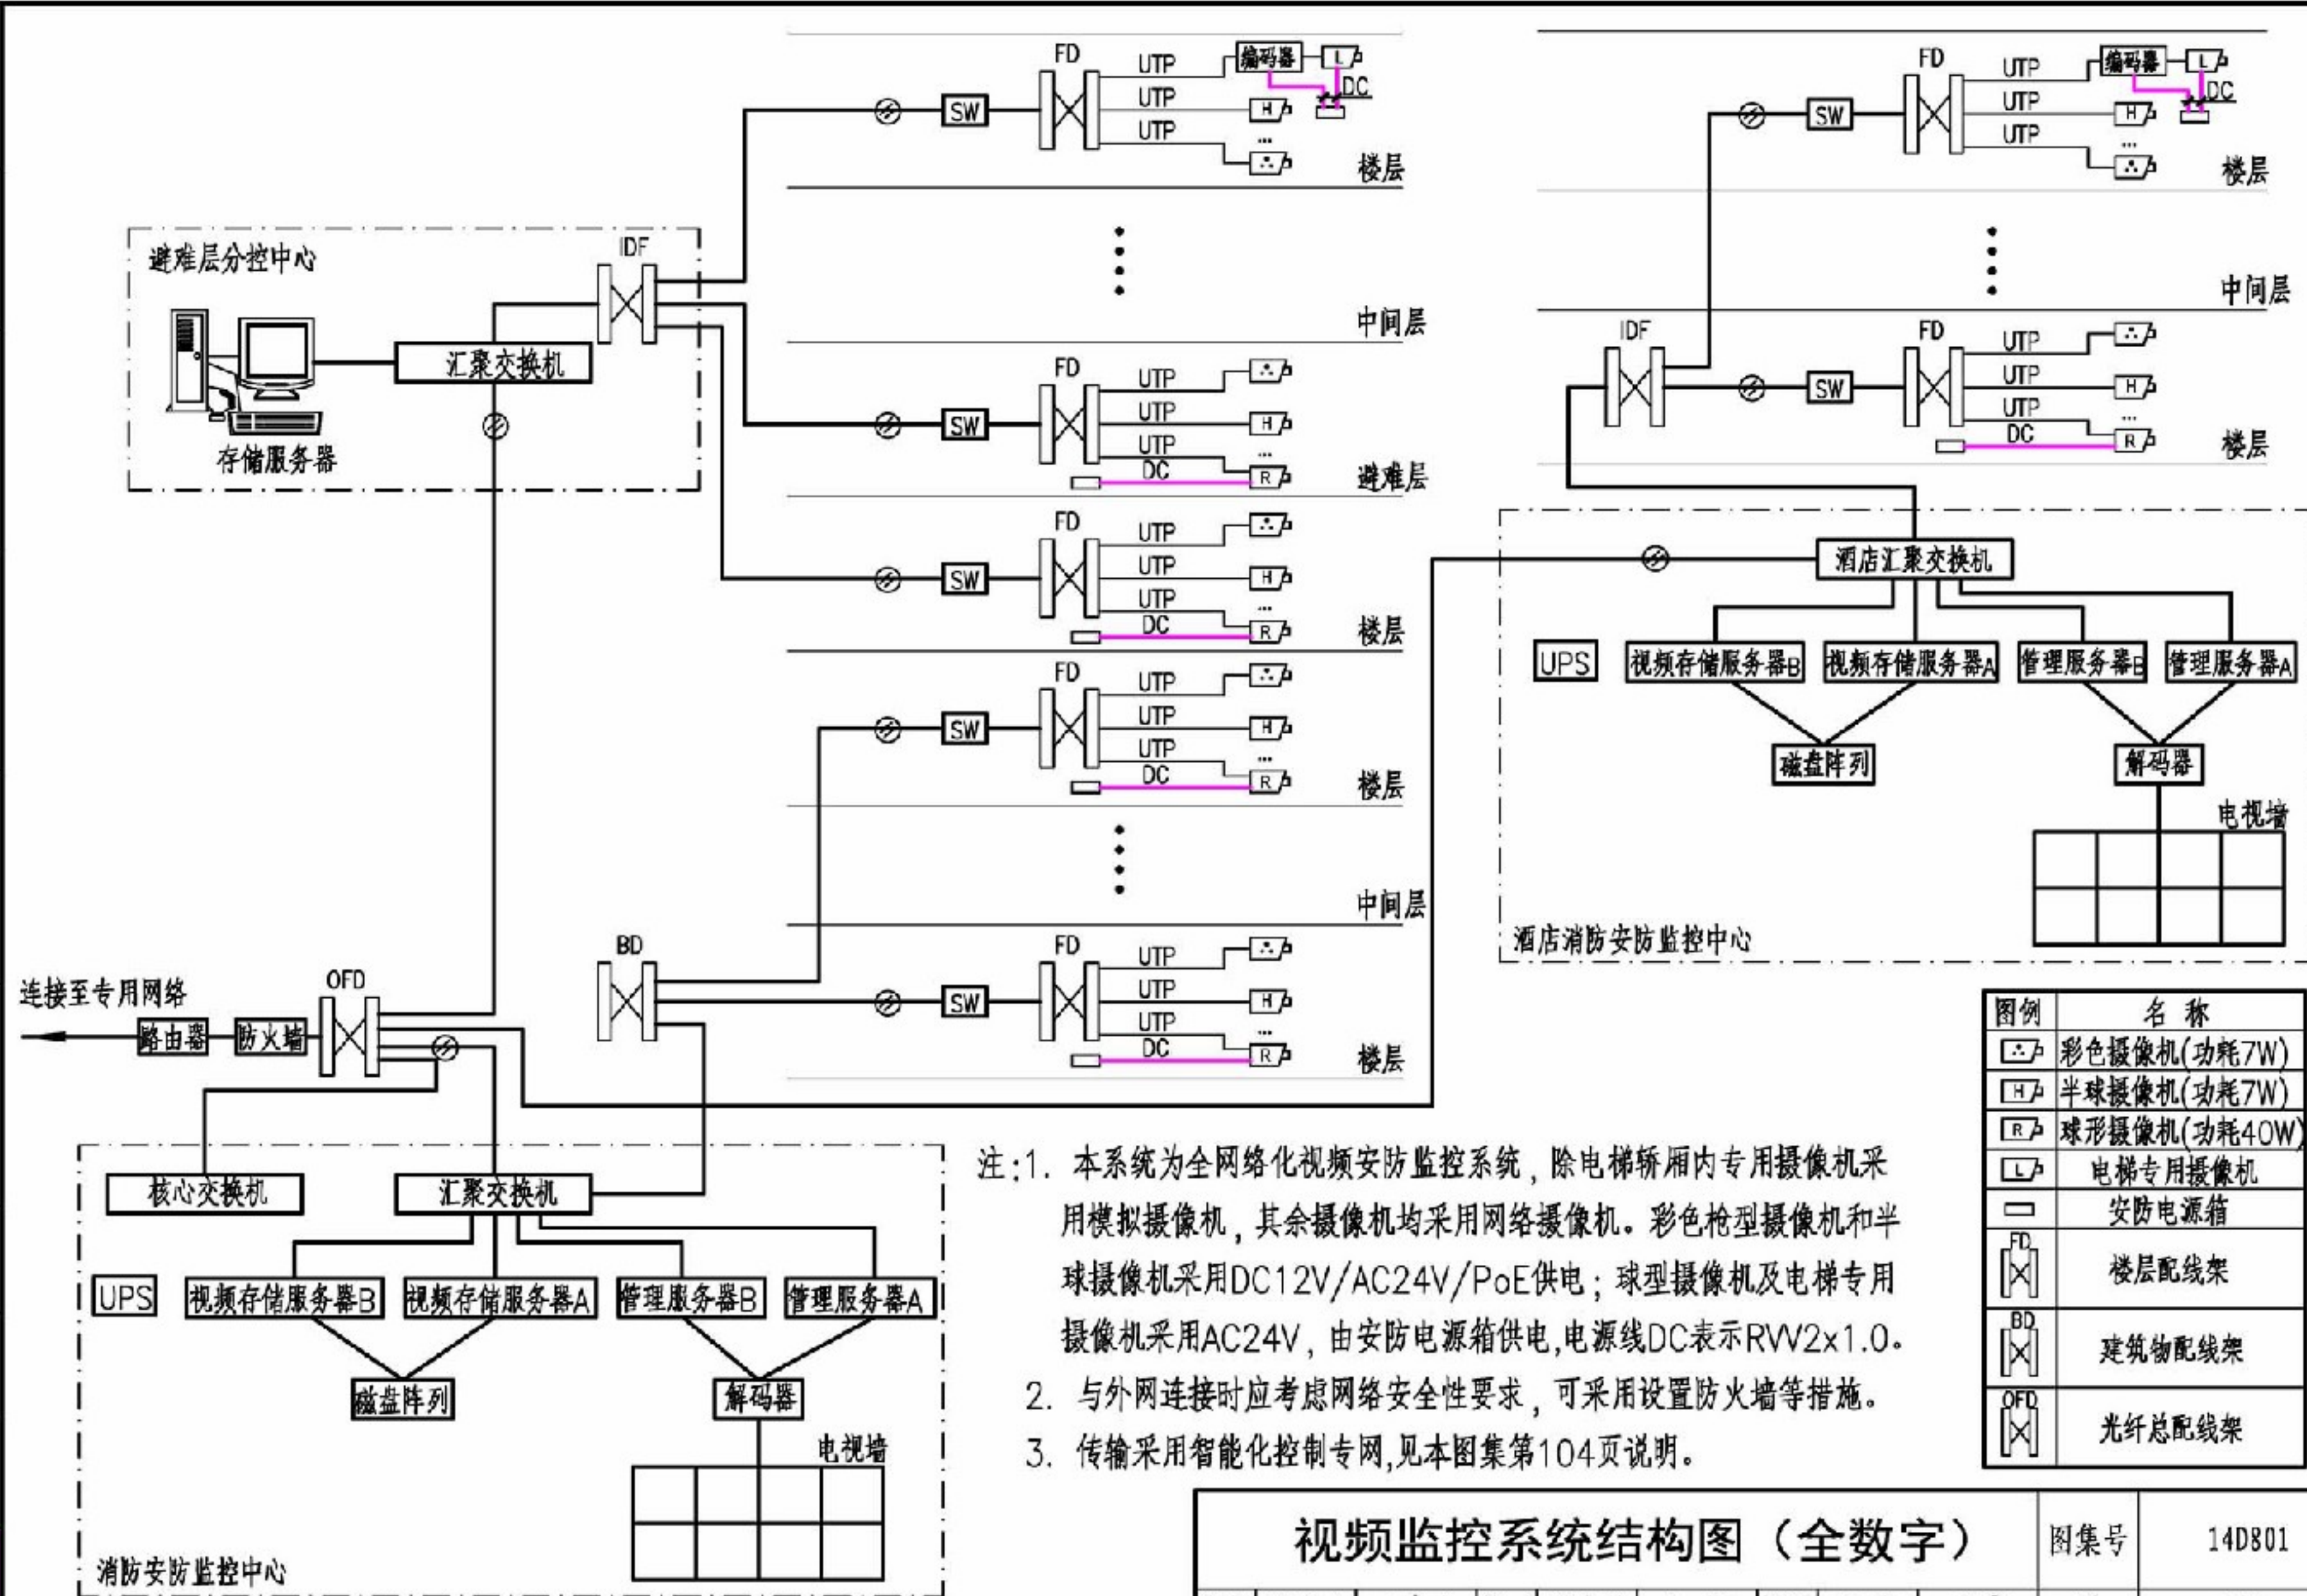 FD
UTP
编码器
L
DC
SW
UTP
H
UTP
...
楼层
中间层
FD
UTP
SW
UTP
H
UTP
...
DC
R
避难层
FD
UTP
SW
UTP
H
UTP
...
DC
R
楼层
FD
UTP
SW
UTP
H
UTP
...
DC
R
楼层
中间层
FD
UTP
SW
UTP
H
UTP
...
DC
R
楼层
避难层分控中心
IDF
汇聚交换机
存储服务器
BD
OFD
连接至专用网络
路由器
防火墙
核心交换机
汇聚交换机
UPS
视频存储服务器B
视频存储服务器A
管理服务器B
管理服务器A
磁盘阵列
解码器
电视墙
消防安防监控中心
FD
UTP
编码器
L
DC
SW
UTP
H
UTP
...
楼层
中间层
IDF
FD
UTP
SW
UTP
H
UTP
...
DC
R
楼层
酒店汇聚交换机
UPS
视频存储服务器B
视频存储服务器A
管理服务器B
管理服务器A
磁盘阵列
解码器
电视墙
酒店消防安防监控中心
图例 名 称
彩色摄像机(功耗7W)
H 半球摄像机(功耗7W)
R 球形摄像机(功耗40W)
L 电梯专用摄像机
安防电源箱
FD 楼层配线架
BD 建筑物配线架
OFD 光纤总配线架
注:1. 本系统为全网络化视频安防监控系统,除电梯轿厢内专用摄像机采
用模拟摄像机,其余摄像机均采用网络摄像机。彩色枪型摄像机和半
球摄像机采用DC12V/AC24V/PoE供电;球型摄像机及电梯专用
摄像机采用AC24V,由安防电源箱供电,电源线DC表示RVV2x1.0。
2. 与外网连接时应考虑网络安全性要求,可采用设置防火墙等措施。
3. 传输采用智能化控制专网,见本图集第104页说明。
视频监控系统结构图(全数字) 图集号 14D801